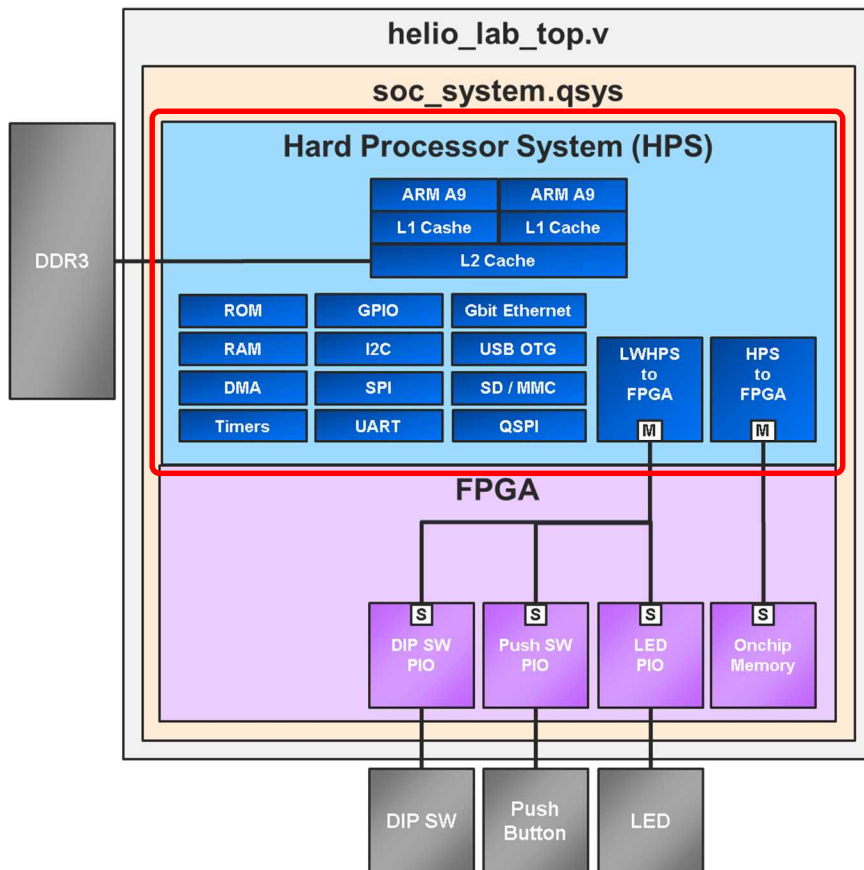 helio_lab_top.v
soc_system.qsys
Hard Processor System (HPS)
ARM A9
ARM A9
L1 Cashe
L1 Cache
L2 Cache
DDR3
ROM
GPIO
Gbit Ethernet
RAM
I2C
USB OTG
DMA
SPI
SD / MMC
Timers
UART
QSPI
LWHPS
to
FPGA
M
HPS
to
FPGA
M
FPGA
S
DIP SW
PIO
S
Push SW
PIO
S
LED
PIO
S
Onchip
Memory
DIP SW
Push
Button
LED